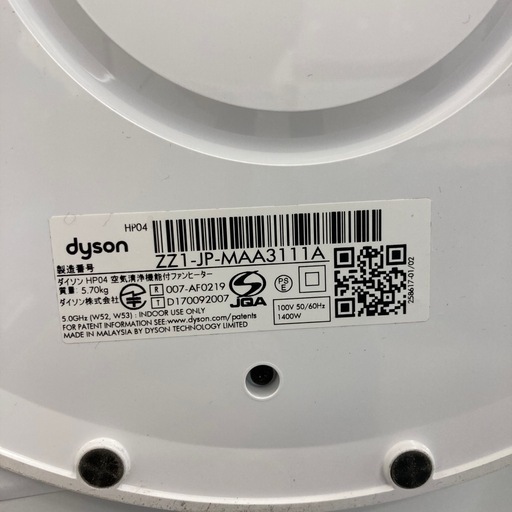 HP04
dyson
製造番号
ZZ1-JP-MAA3111A
ダイソン HP04 空気清浄機能付ファンヒーター
質量：5.70kg
ダイソン株式会社
R 007-AF0219
T D170092007
JQA
PS
E
100V 50/60Hz
1400W
5.0GHz (W52, W53) : INDOOR USE ONLY
FOR PATENT INFORMATION SEE:www.dyson.com/patents
MADE IN MALAYSIA BY DYSON TECHNOLOGY LIMITED
258617-01/02